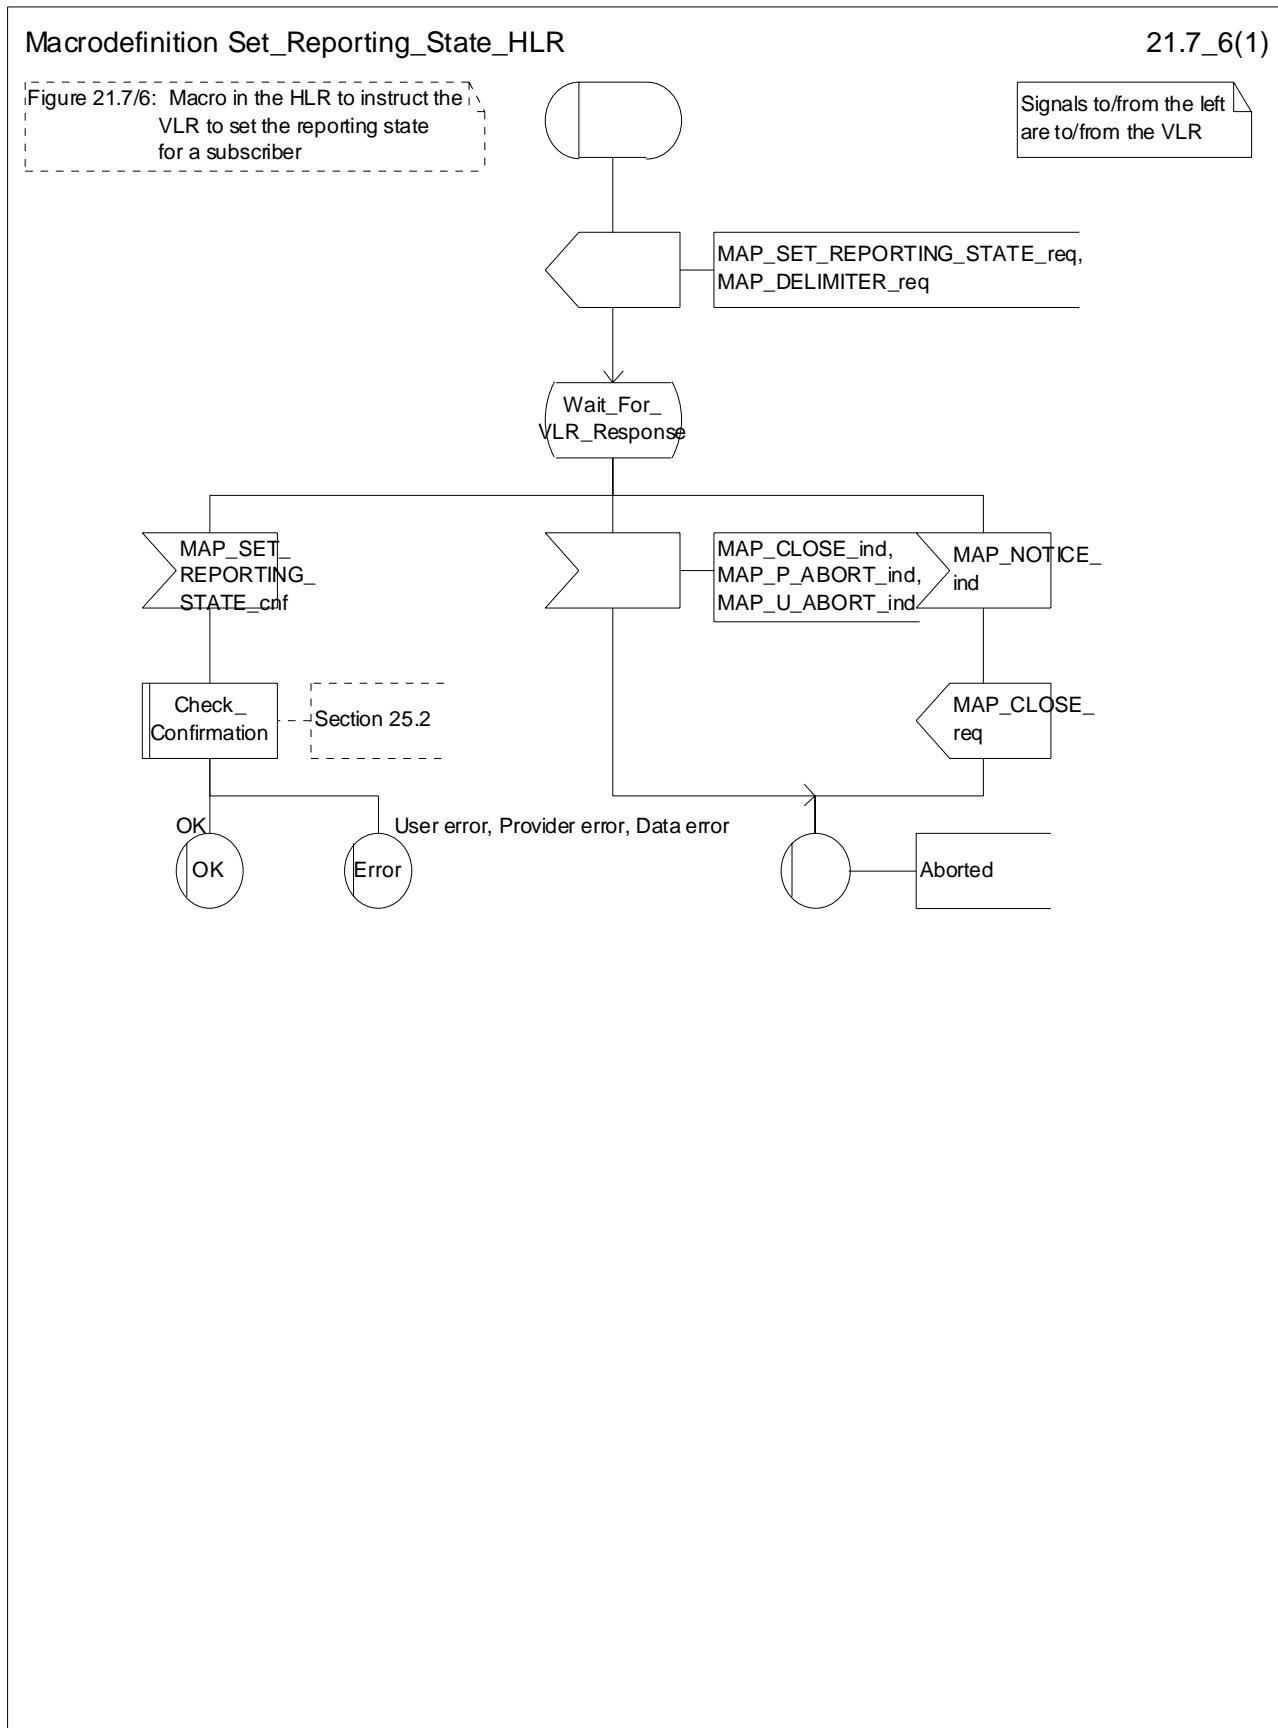 Macrodefinition Set_Reporting_State_HLR
21.7_6(1)
Figure 21.7/6: Macro in the HLR to instruct the
VLR to set the reporting state
for a subscriber
Signals to/from the left
are to/from the VLR
MAP_SET_REPORTING_STATE_req,
MAP_DELIMITER_req
Wait_For_
VLR_Response
MAP_SET_
REPORTING_
STATE_cnf
MAP_CLOSE_ind,
MAP_P_ABORT_ind,
MAP_U_ABORT_ind
MAP_NOTICE_
ind
Check_
Confirmation
Section 25.2
MAP_CLOSE_
req
OK
User error, Provider error, Data error
OK
Error
Aborted